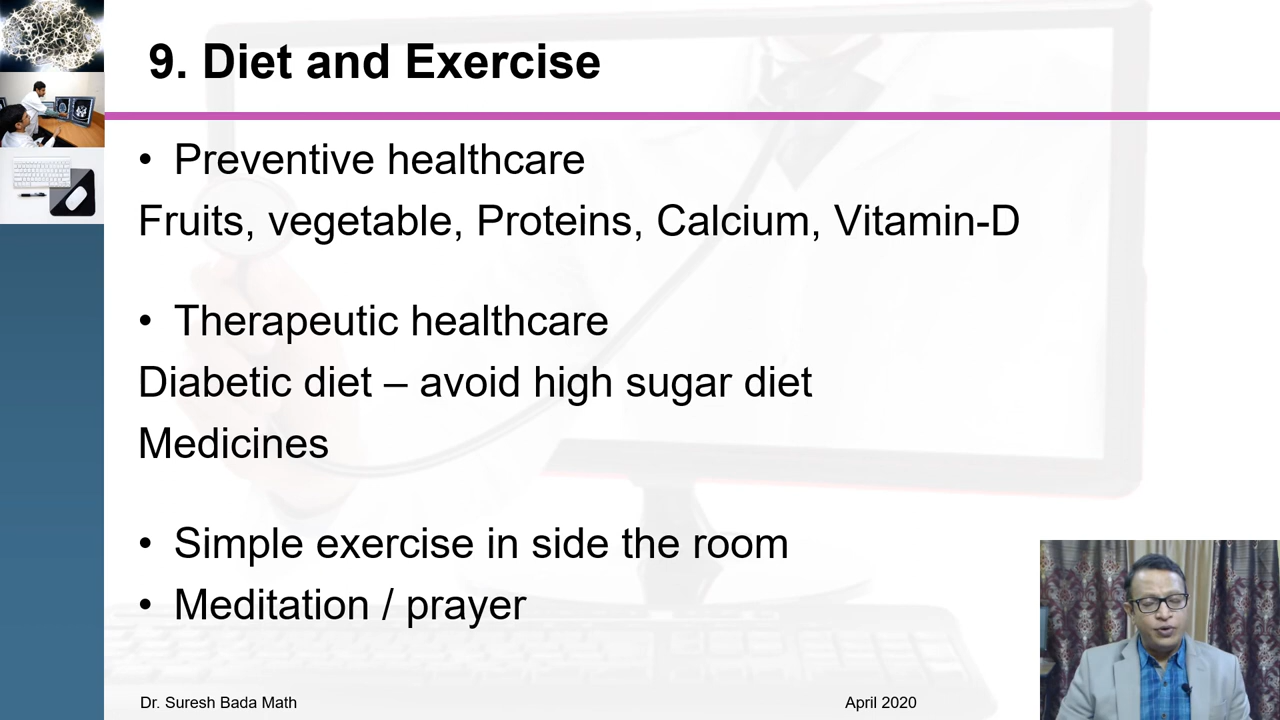 9. Diet and Exercise
• Preventive healthcare
Fruits, vegetable, Proteins, Calcium, Vitamin-D
• Therapeutic healthcare
Diabetic diet – avoid high sugar diet
Medicines
• Simple exercise in side the room
• Meditation / prayer
Dr. Suresh Bada Math
April 2020